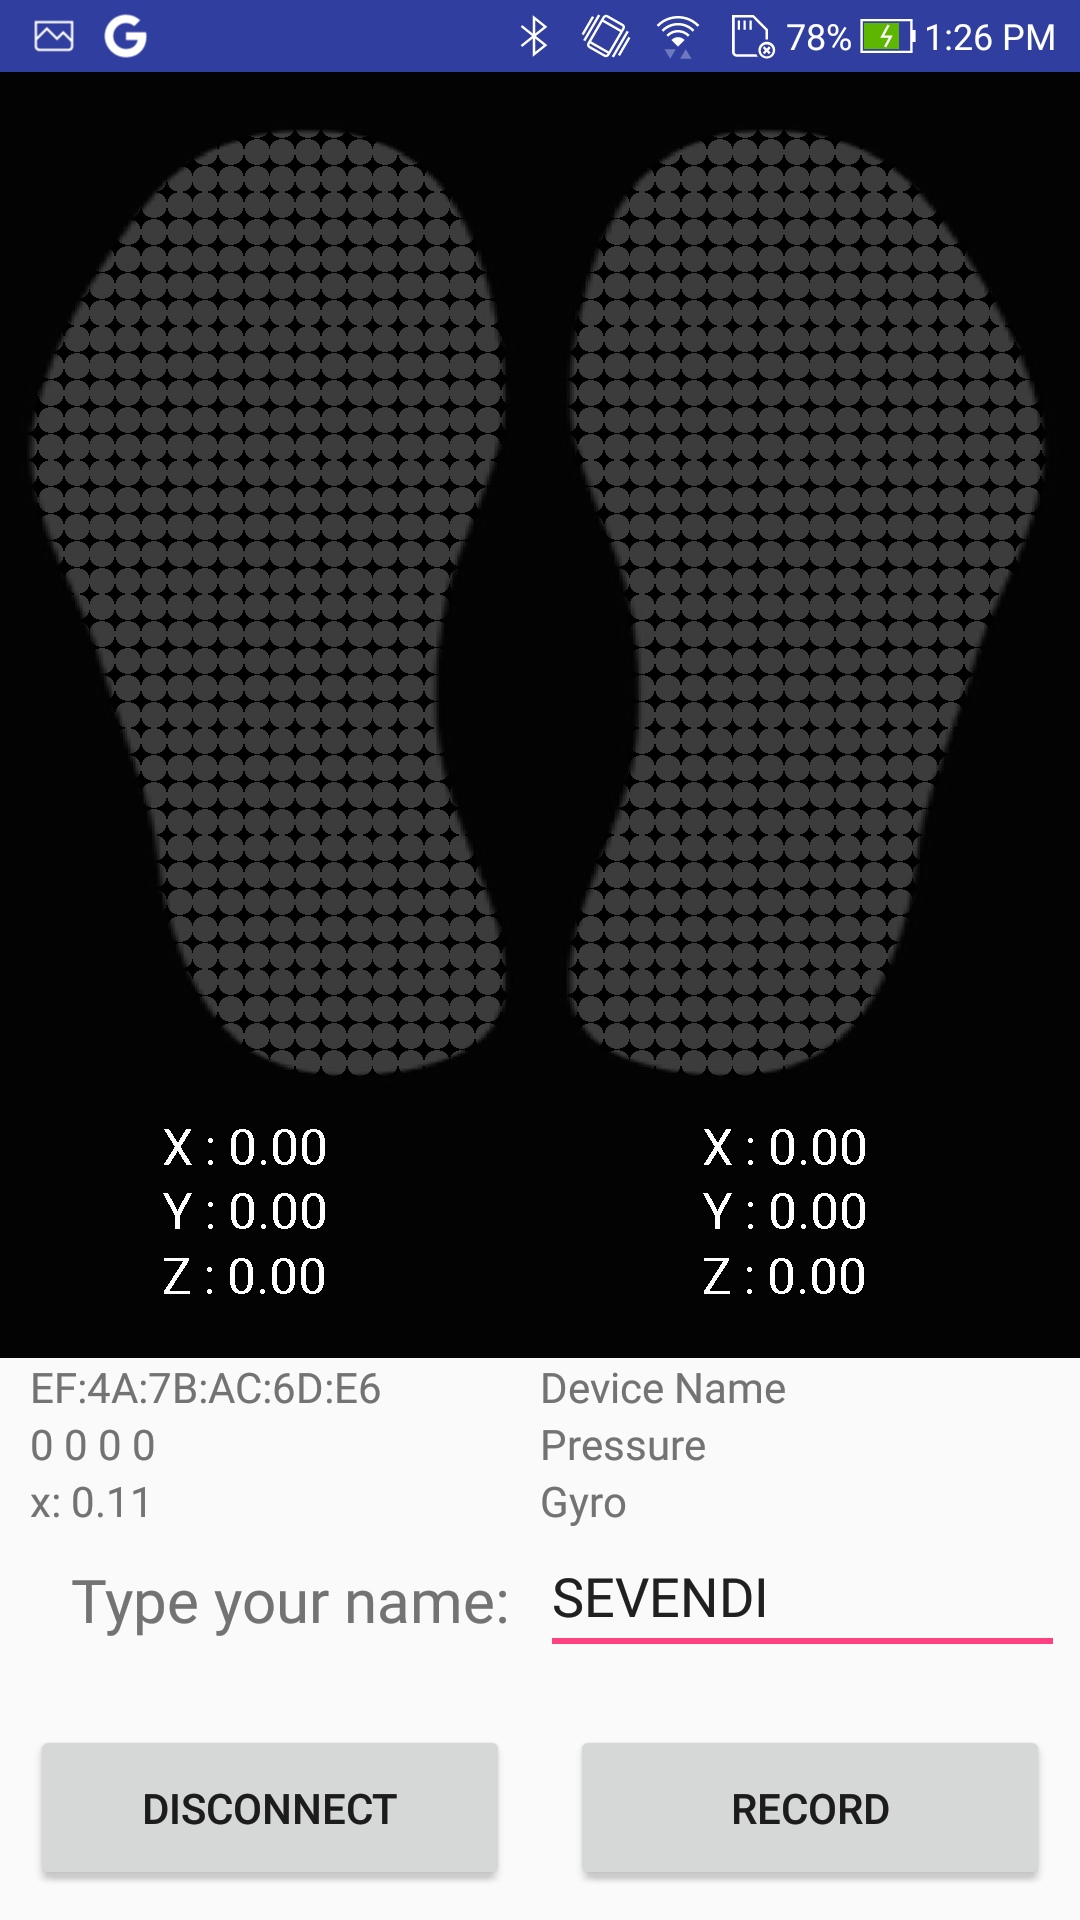 78% 1:26 PM
X : 0.00
Y : 0.00
Z : 0.00
X : 0.00
Y : 0.00
Z : 0.00
EF:4A:7B:AC:6D:E6
0 0 0 0
x: 0.11
Device Name
Pressure
Gyro
Type your name: SEVENDI
DISCONNECT
RECORD